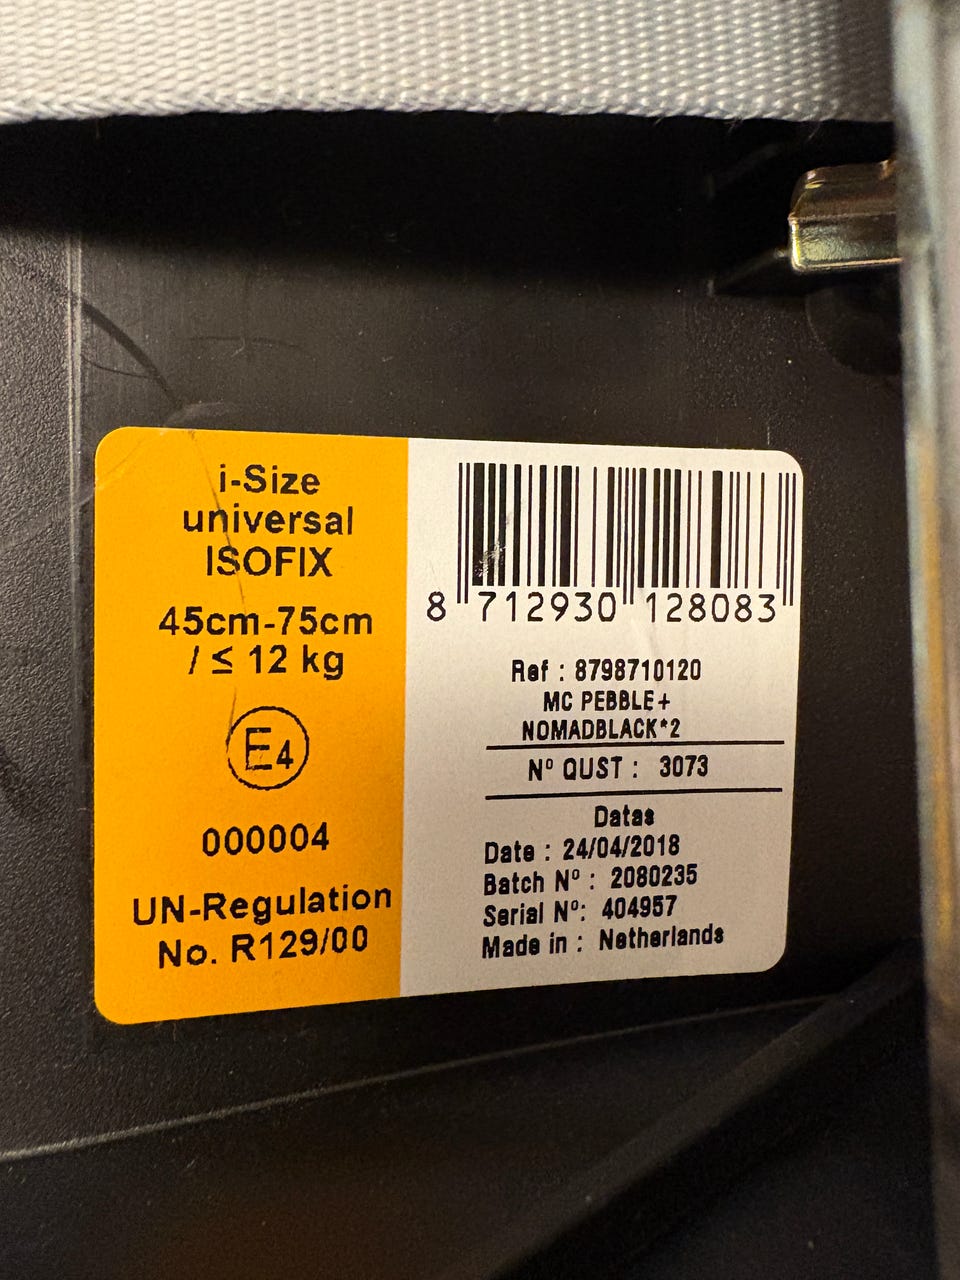 i-Size
universal
ISOFIX
45cm-75cm
/ ≤ 12 kg
E4
000004
UN-Regulation
No. R129/00
8 712930 128083
Ref : 8798710120
MC PEBBLE+
NOMADBLACK*2
Nº QUST : 3073
Datas
Date : 24/04/2018
Batch Nº : 2080235
Serial Nº: 404957
Made in : Netherlands